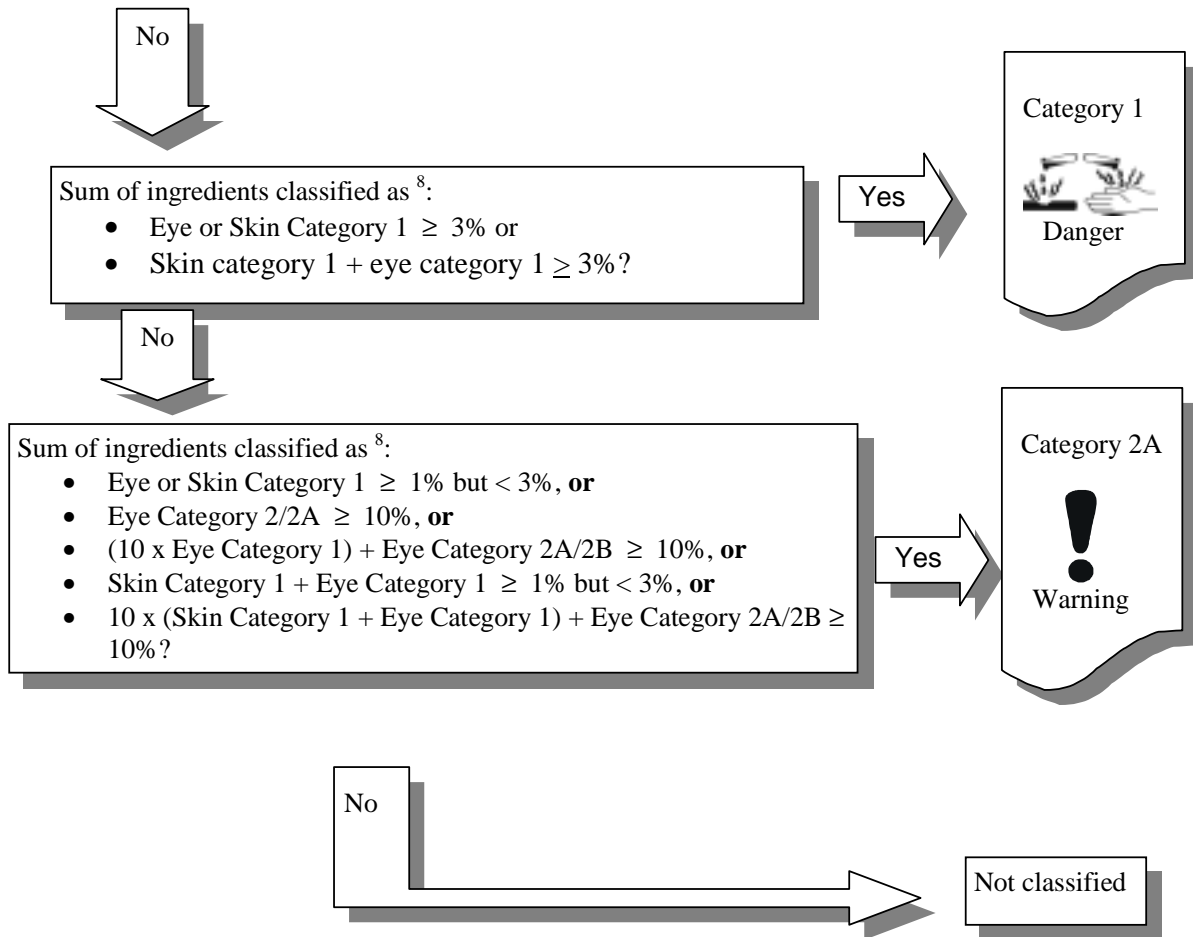 No
Category 1
Sum of ingredients classified as ⁸:
• Eye or Skin Category 1 ≥ 3% or
• Skin category 1 + eye category 1 ≥ 3%?
Yes
Danger
No
Sum of ingredients classified as ⁸:
• Eye or Skin Category 1 ≥ 1% but < 3%, or
• Eye Category 2/2A ≥ 10%, or
• (10 x Eye Category 1) + Eye Category 2A/2B ≥ 10%, or
• Skin Category 1 + Eye Category 1 ≥ 1% but < 3%, or
• 10 x (Skin Category 1 + Eye Category 1) + Eye Category 2A/2B ≥
10%?
Yes
Category 2A
Warning
No
Not classified